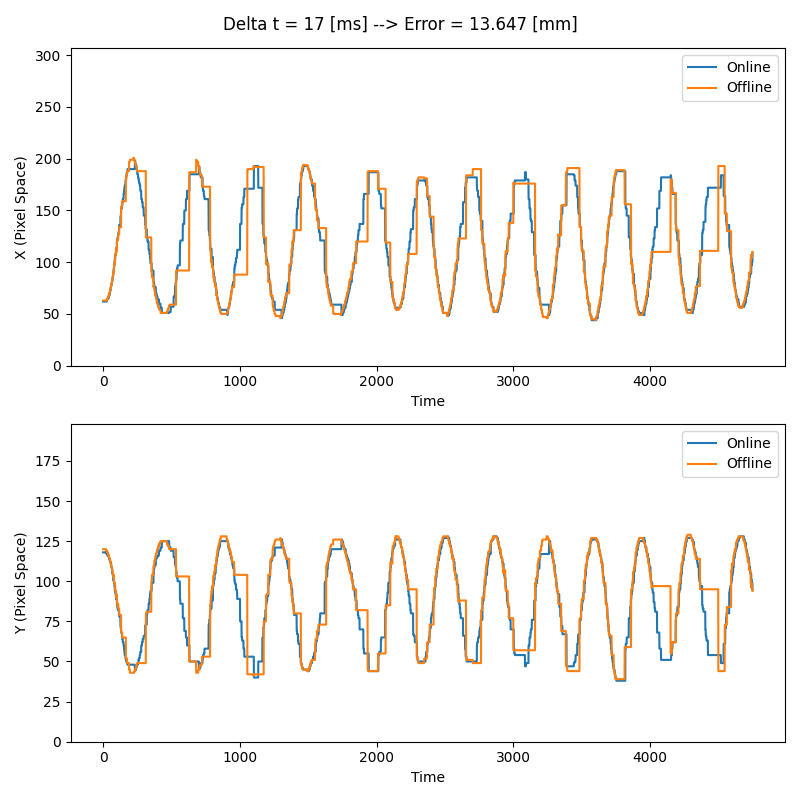 Delta t = 17 [ms] --> Error = 13.647 [mm]
300
250
200
150
100
50
0
X (Pixel Space)
Online
Offline
0 1000 2000 3000 4000
Time
175
150
125
100
75
50
25
0
Y (Pixel Space)
Online
Offline
0 1000 2000 3000 4000
Time